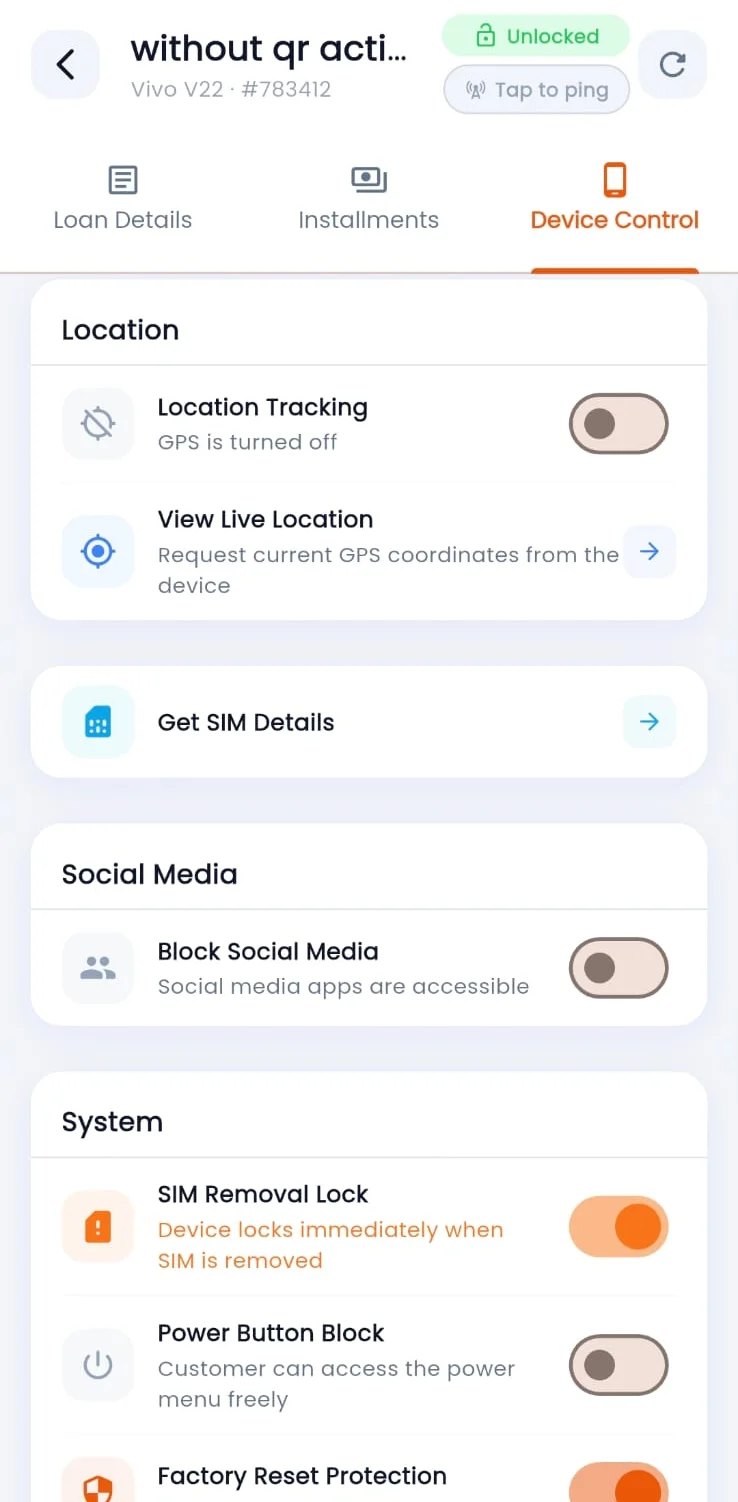 without qr acti...
Unlocked
Vivo V22 · #783412
Tap to ping
Loan Details
Installments
Device Control
Location
Location Tracking
GPS is turned off
View Live Location
Request current GPS coordinates from the
device
Get SIM Details
Social Media
Block Social Media
Social media apps are accessible
System
SIM Removal Lock
Device locks immediately when
SIM is removed
Power Button Block
Customer can access the power
menu freely
Factory Reset Protection